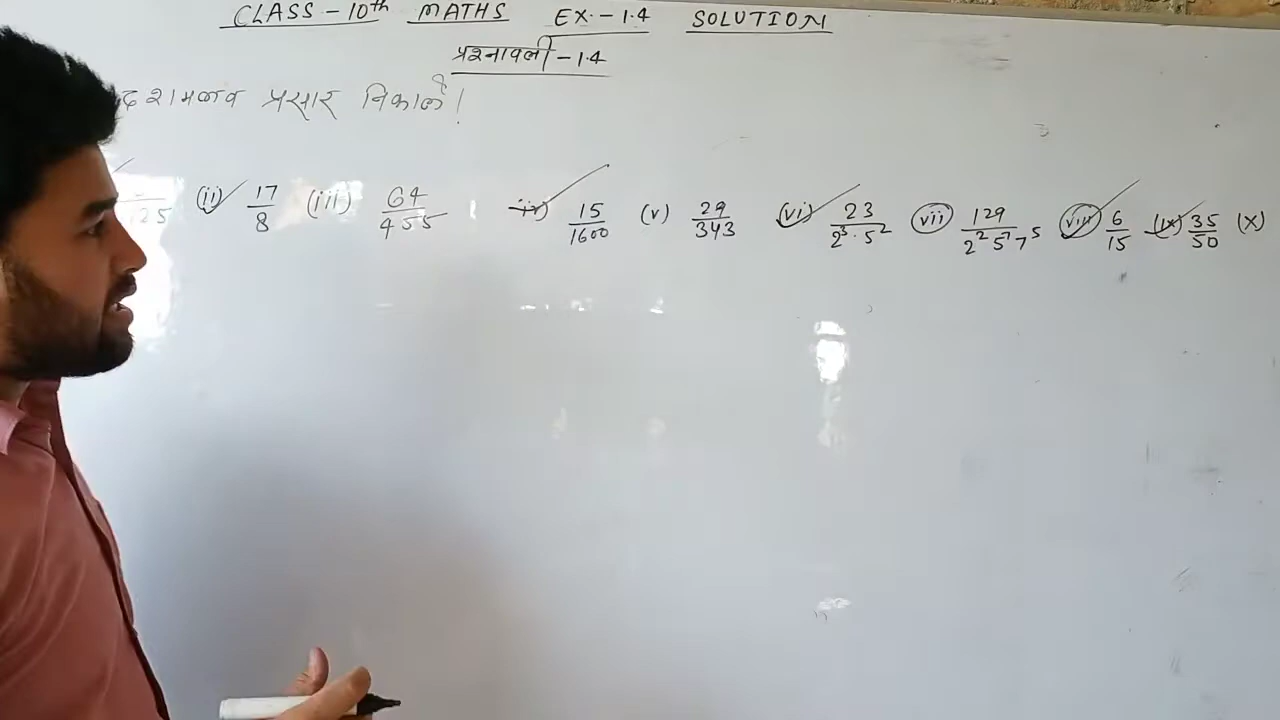 CLASS - 10th MATHS EX.-1.4 SOLUTION
प्रश्नावली - 1.4
दशमलव प्रसार निकालें।
(ii) 17/8 (iii) 64/455 (iv) 15/1600 (v) 29/343 (vi) 23/2³·5² (vii) 129/2²5⁷7⁵ (viii) 6/15 (ix) 35/50 (x)